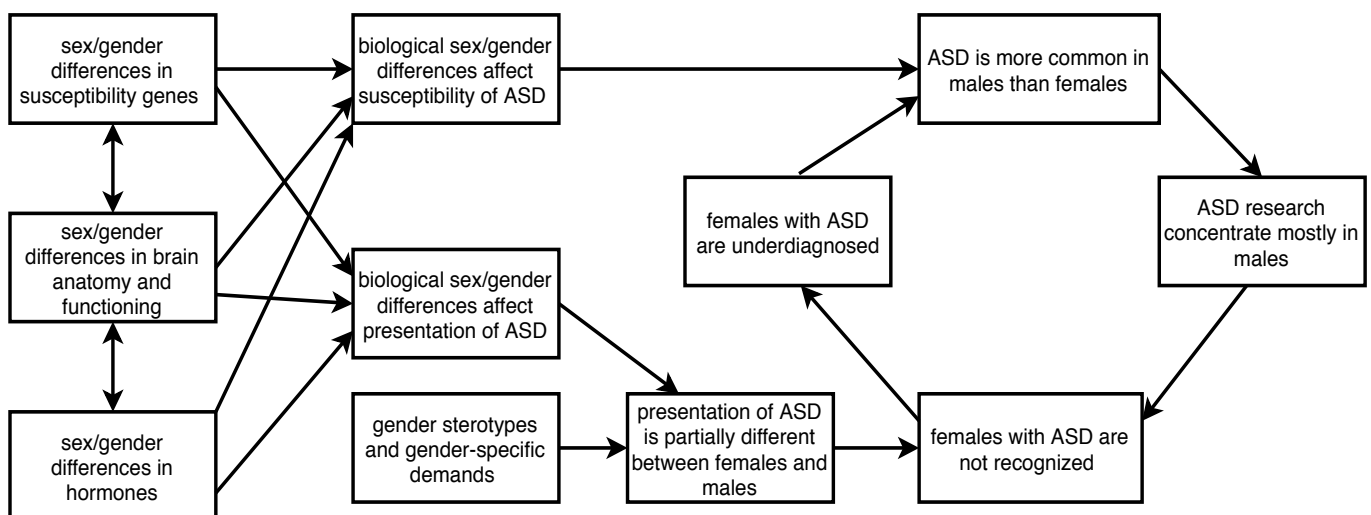 sex/gender
differences in
susceptibility genes
biological sex/gender
differences affect
susceptibility of ASD
ASD is more common in
males than females
females with ASD
are underdiagnosed
ASD research
concentrate mostly in
males
sex/gender
differences in brain
anatomy and
functioning
biological sex/gender
differences affect
presentation of ASD
sex/gender
differences in
hormones
gender sterotypes
and gender-specific
demands
presentation of ASD
is partially different
between females and
males
females with ASD are
not recognized